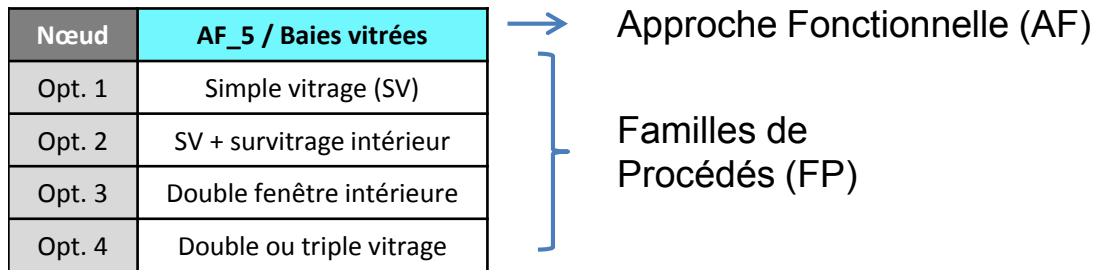 Nœud AF_5 / Baies vitrées
Opt. 1 Simple vitrage (SV)
Opt. 2 SV + survitrage intérieur
Opt. 3 Double fenêtre intérieure
Opt. 4 Double ou triple vitrage
Approche Fonctionnelle (AF)
Familles de
Procédés (FP)